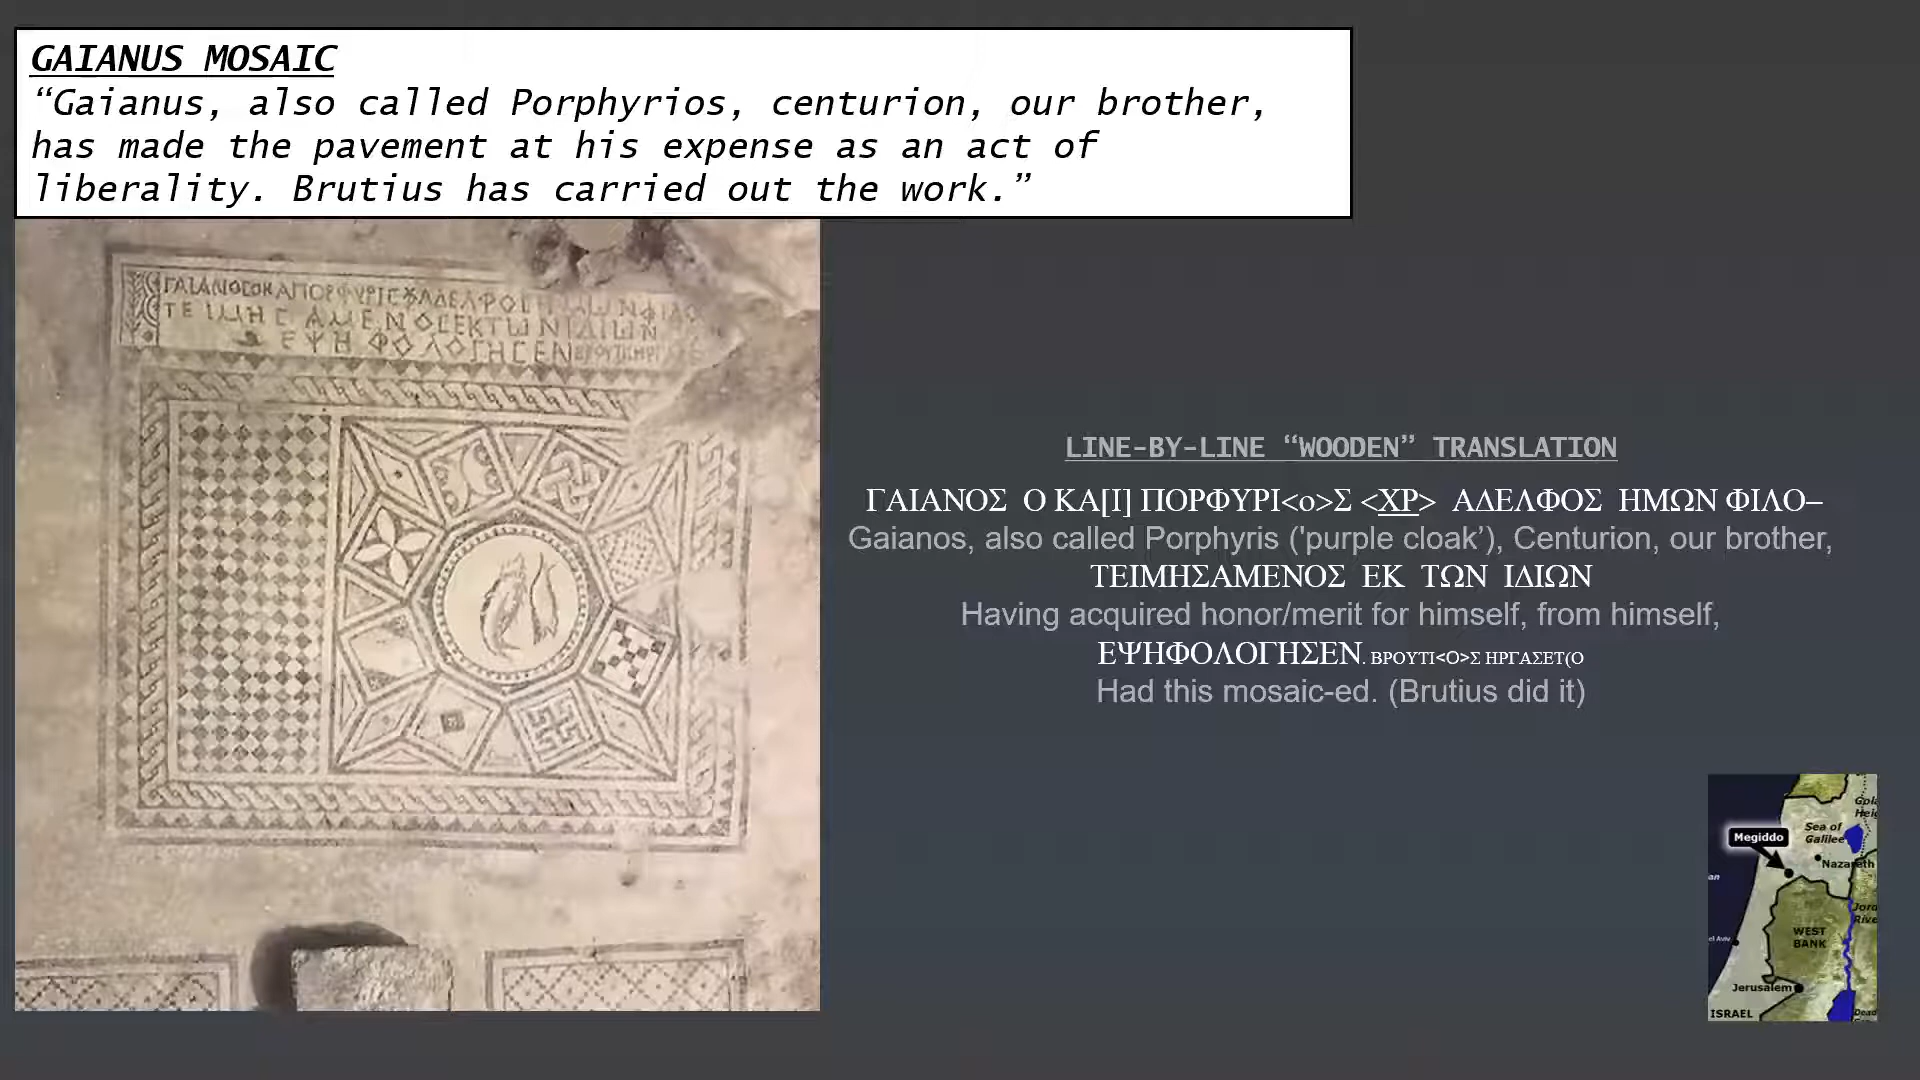 GAIANUS MOSAIC
“Gaianus, also called Porphyrios, centurion, our brother,
has made the pavement at his expense as an act of
liberality. Brutius has carried out the work.”
LINE-BY-LINE “WOODEN” TRANSLATION
ΓΑΙΑΝΟΣ Ο ΚΑ[Ι] ΠΟΡΦΥΡΙ<ο>Σ <ΧΡ> ΑΔΕΛΦΟΣ ΗΜΩΝ ΦΙΛΟ–
Gaianos, also called Porphyris ('purple cloak’), Centurion, our brother,
ΤΕΙΜΗΣΑΜΕΝΟΣ ΕΚ ΤΩΝ ΙΔΙΩΝ
Having acquired honor/merit for himself, from himself,
ΕΨΗΦΟΛΟΓΗΣΕΝ. ΒΡΟΥΤΙ<Ο>Σ ΗΡΓΑΣΕΤ(Ο
Had this mosaic-ed. (Brutius did it)
Sea of
Galilee
Megiddo
Nazareth
WEST
BANK
Jerusalem
ISRAEL